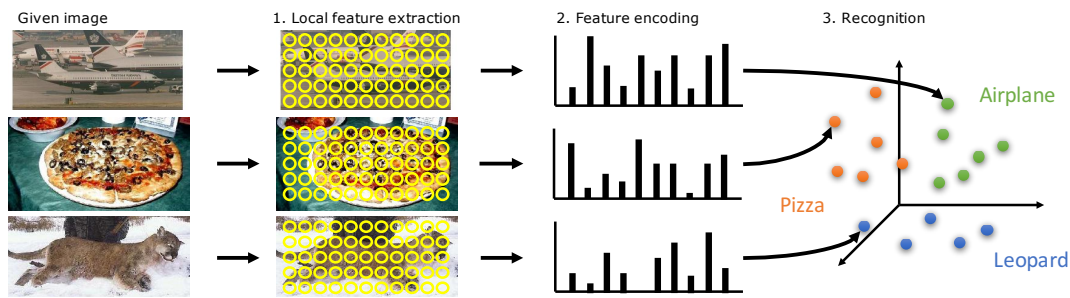 Given image
1. Local feature extraction
2. Feature encoding
3. Recognition
Airplane
Pizza
Leopard